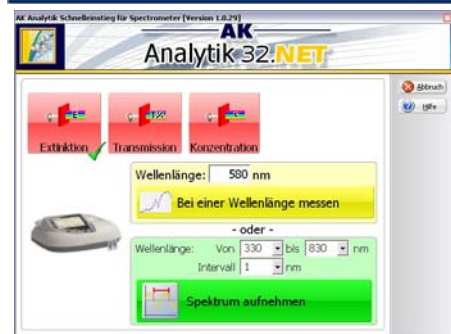 AK Analytik Schnelleinstieg für Spectrometer [Version 1.0.29]
AK
Analytik 32.NET
Abbruch
Hilfe
Extinktion Transmission Konzentration
Wellenlänge: 580 nm
Bei einer Wellenlänge messen
- oder -
Wellenlänge: Von 330 bis 830 nm
Intervall 1 nm
Spektrum aufnehmen